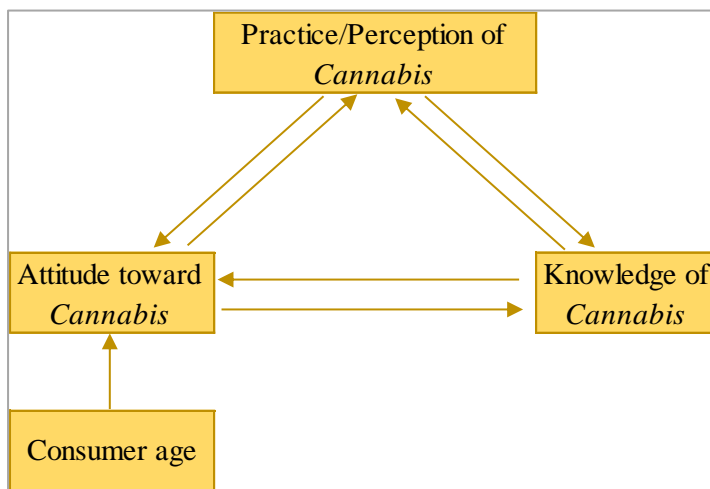 Practice/Perception of
Cannabis
Attitude toward
Cannabis
Knowledge of
Cannabis
Consumer age